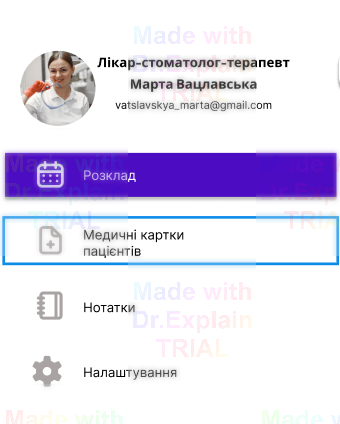 Made with
Лікар-стоматолог-терапевт
Dr.Explain
Марта Вацлавська
TRIAL
vatslavskya_marta@gmail.com
Made with
Розклад
Dr.Explain
TRIAL
Медичні картки
пацієнтів
Made with
Нотатки
Dr.Explain
TRIAL
Налаштування
Made with
Made with